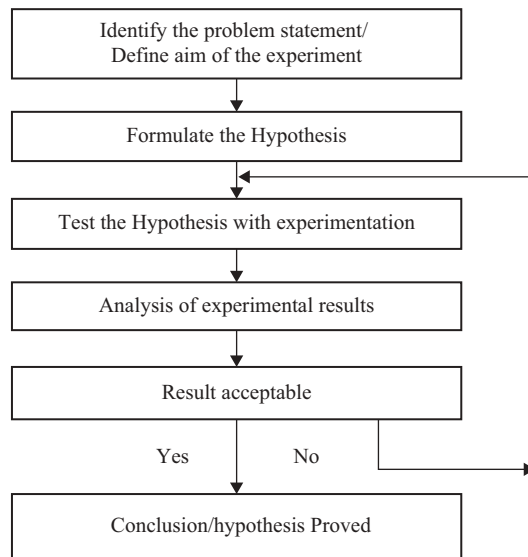 Identify the problem statement/
Define aim of the experiment
Formulate the Hypothesis
Test the Hypothesis with experimentation
Analysis of experimental results
Result acceptable
Yes
No
Conclusion/hypothesis Proved